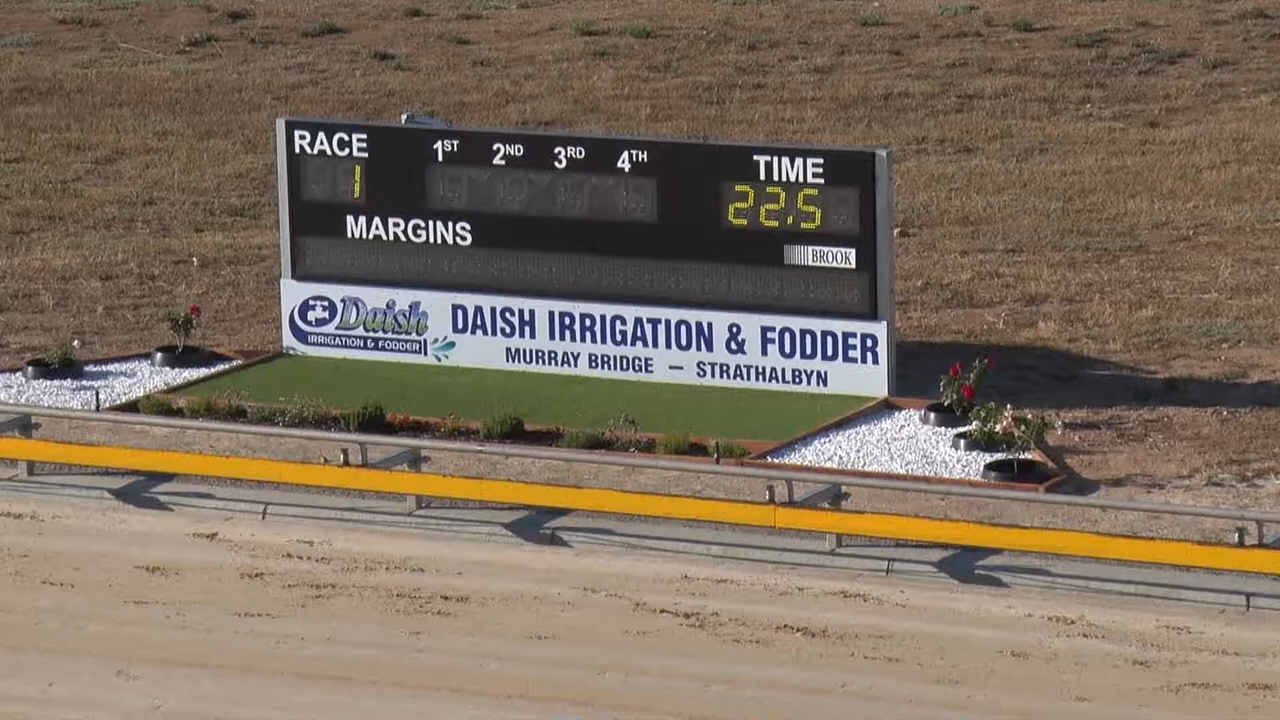 RACE 1ST 2ND 3RD 4TH TIME
1 22.5
MARGINS
BROOK
Daish
IRRIGATION & FODDER
DAISH IRRIGATION & FODDER
MURRAY BRIDGE – STRATHALBYN